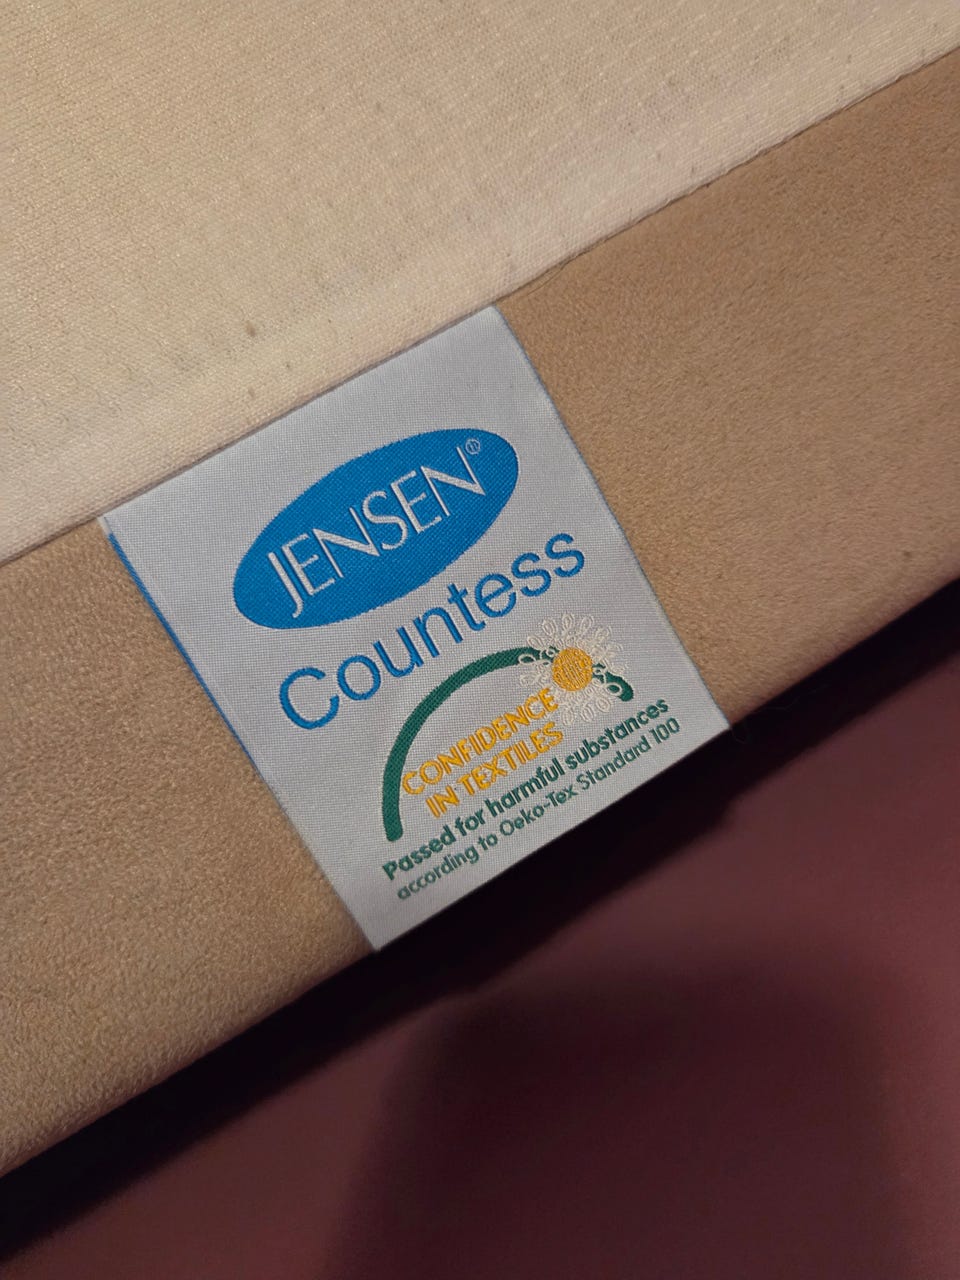 JENSEN®
Countess
CONFIDENCE
IN TEXTILES
Passed for harmful substances
according to Oeko-Tex Standard 100